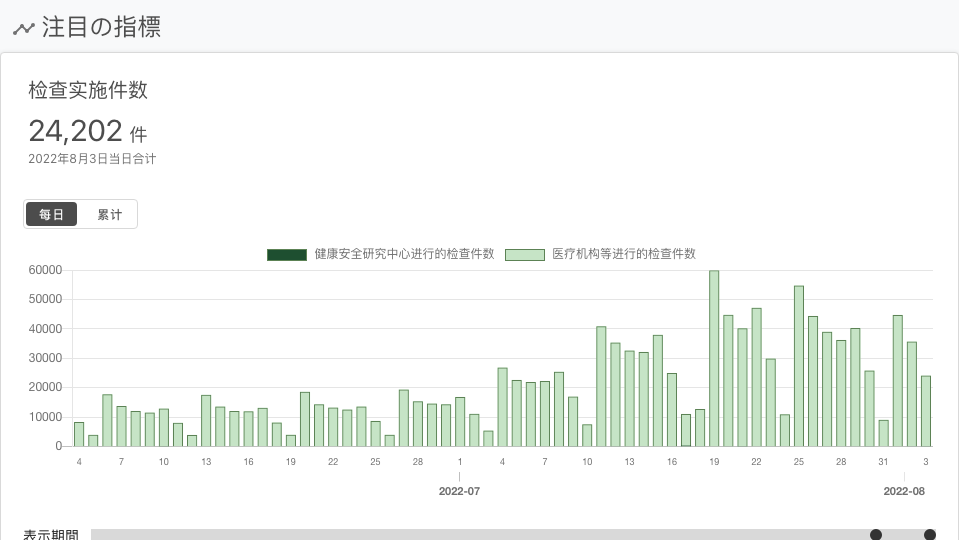 注目の指標
检查实施件数
24,202 件
2022年8月3日当日合计
每日 累计
健康安全研究中心进行的检查件数 医疗机构等进行的检查件数
60000
50000
40000
30000
20000
10000
0
4 7 10 13 16 19 22 25 28 1 4 7 10 13 16 19 22 25 28 31 3
2022-07 2022-08
表示期間